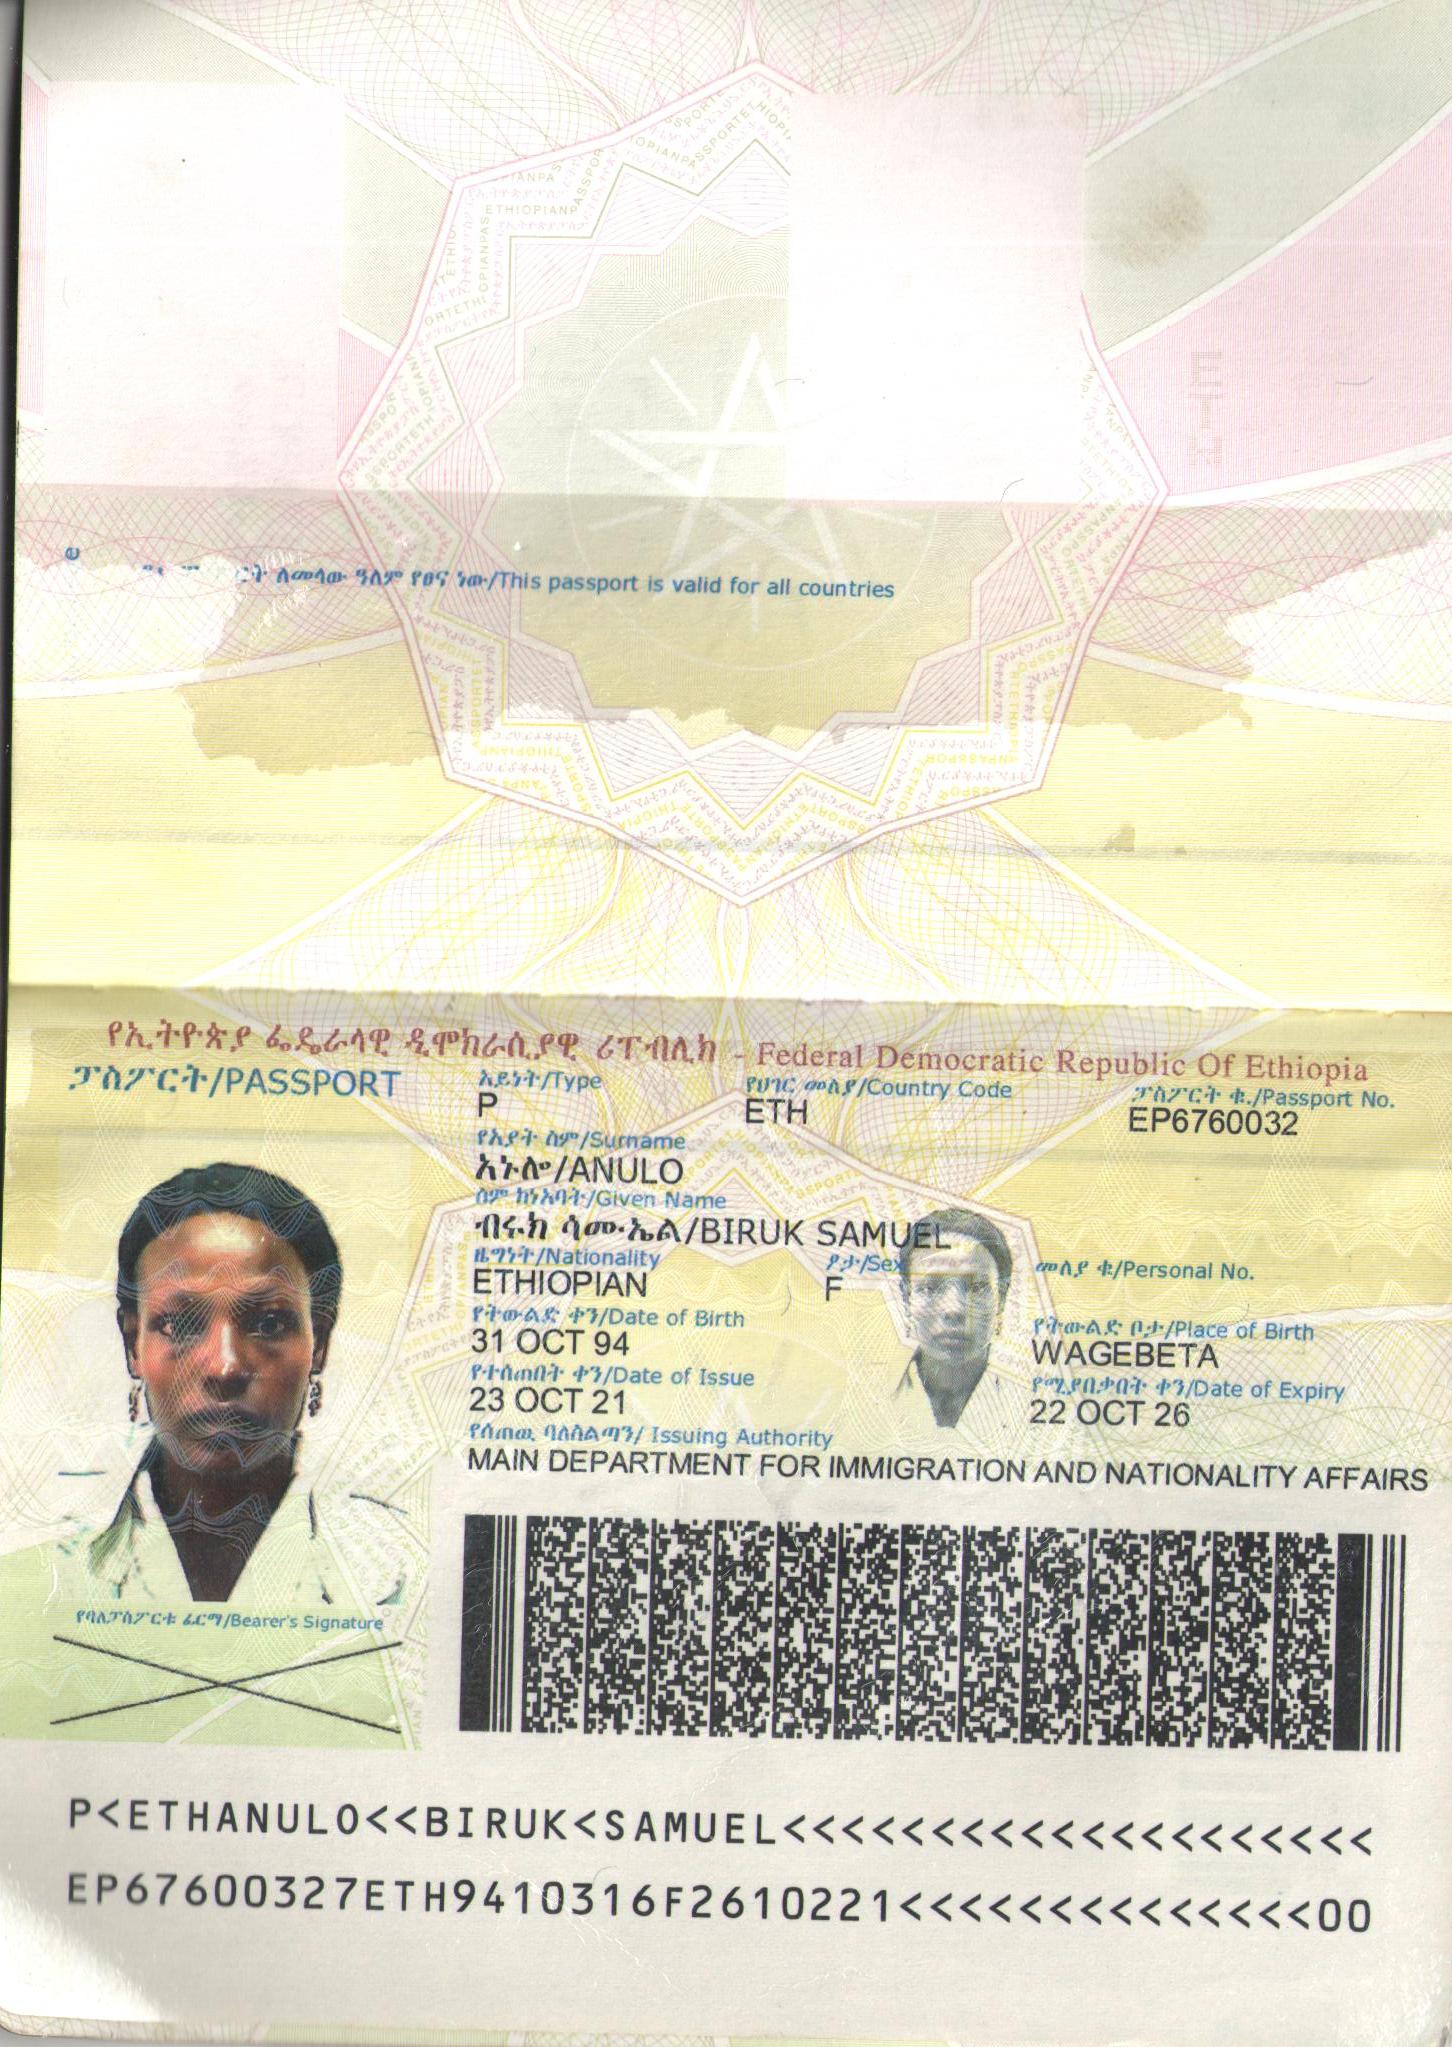 e
ለመላው ዓለም የፀና ነው/This passport is valid for all countries
የኢትዮጵያ ፌዴራላዊ ዲሞክራሲያዊ ሪፐብሊክ - Federal Democratic Republic Of Ethiopia
ፓስፖርት/PASSPORT
አይነት/Type
የሀገር መለያ/Country Code
ፓስፖርት ቁ./Passport No.
P
ETH
EP6760032
የአያት ስም/Surname
አኑሎ/ANULO
ስም ከነአባት/Given Name
ብሩክ ሳሙኤል/BIRUK SAMUEL
ዜግነት/Nationality
ፆታ/Sex
መለያ ቁ/Personal No.
ETHIOPIAN
F
የትውልድ ቀን/Date of Birth
የትውልድ ቦታ/Place of Birth
31 OCT 94
WAGEBETA
የተሰጠበት ቀን/Date of Issue
የሚያበቃበት ቀን/Date of Expiry
23 OCT 21
22 OCT 26
የሰጠዉ ባለስልጣን/ Issuing Authority
MAIN DEPARTMENT FOR IMMIGRATION AND NATIONALITY AFFAIRS
የባለፓስፖርቱ ፊርማ/Bearer's Signature
P<ETHANULO<<BIRUK<SAMUEL<<<<<<<<<<<<<<<<<<<<
EP67600327ETH9410316F2610221<<<<<<<<<<<<<<00